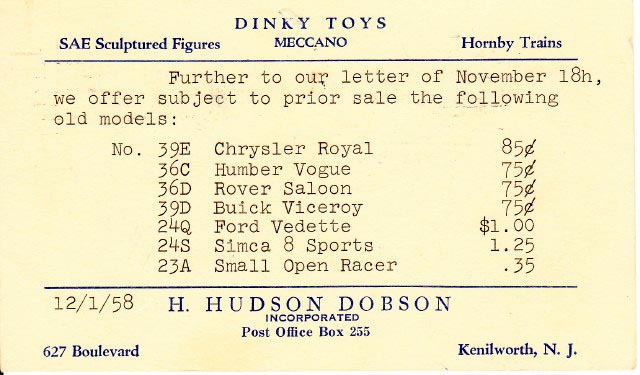 DINKY TOYS
SAE Sculptured Figures MECCANO Hornby Trains
Further to our letter of November 18h,
we offer subject to prior sale the following
old models:
No. 39E Chrysler Royal 85¢
36C Humber Vogue 75¢
36D Rover Saloon 75¢
39D Buick Viceroy 75¢
24Q Ford Vedette $1.00
24S Simca 8 Sports 1.25
23A Small Open Racer .35
12/1/58 H. HUDSON DOBSON
INCORPORATED
Post Office Box 255
627 Boulevard Kenilworth, N. J.